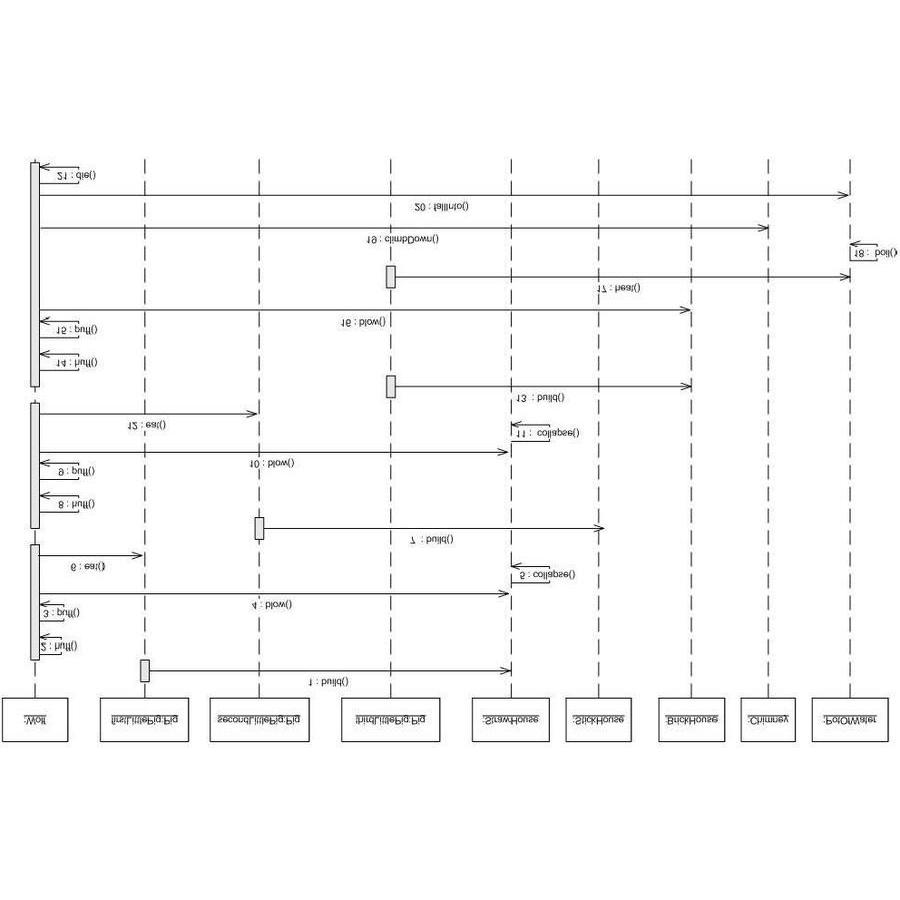 :Wolf
firstLittlePig:Pig
secondLittlePig:Pig
thirdLittlePig:Pig
:StrawHouse
:StickHouse
:BrickHouse
:Chimney
:PotOfWater
1 : build()
2 : huff()
3 : puff()
4 : blow()
5 : collapse()
6 : eat()
7 : build()
8 : huff()
9 : puff()
10 : blow()
11 : collapse()
12 : eat()
13 : build()
14 : huff()
15 : puff()
16 : blow()
17 : heat()
18 : boil()
19 : climbDown()
20 : fallInto()
21 : die()